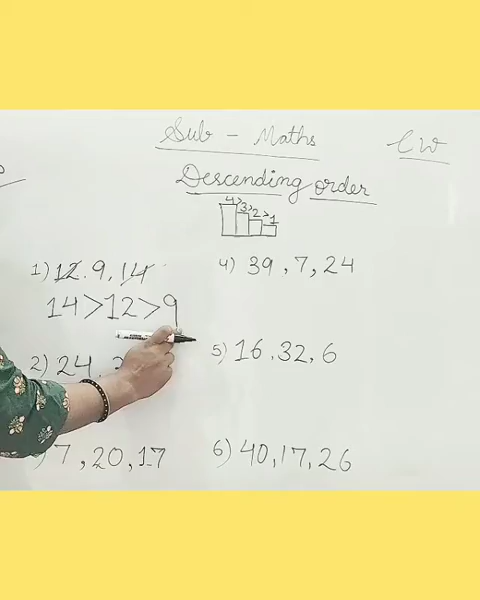 Sub - Maths
CW
Descending order
4>3>2>1
1) 12, 9, 14
14>12>9
2) 24,
7, 20, 17
4) 39, 7, 24
5) 16, 32, 6
6) 40, 17, 26